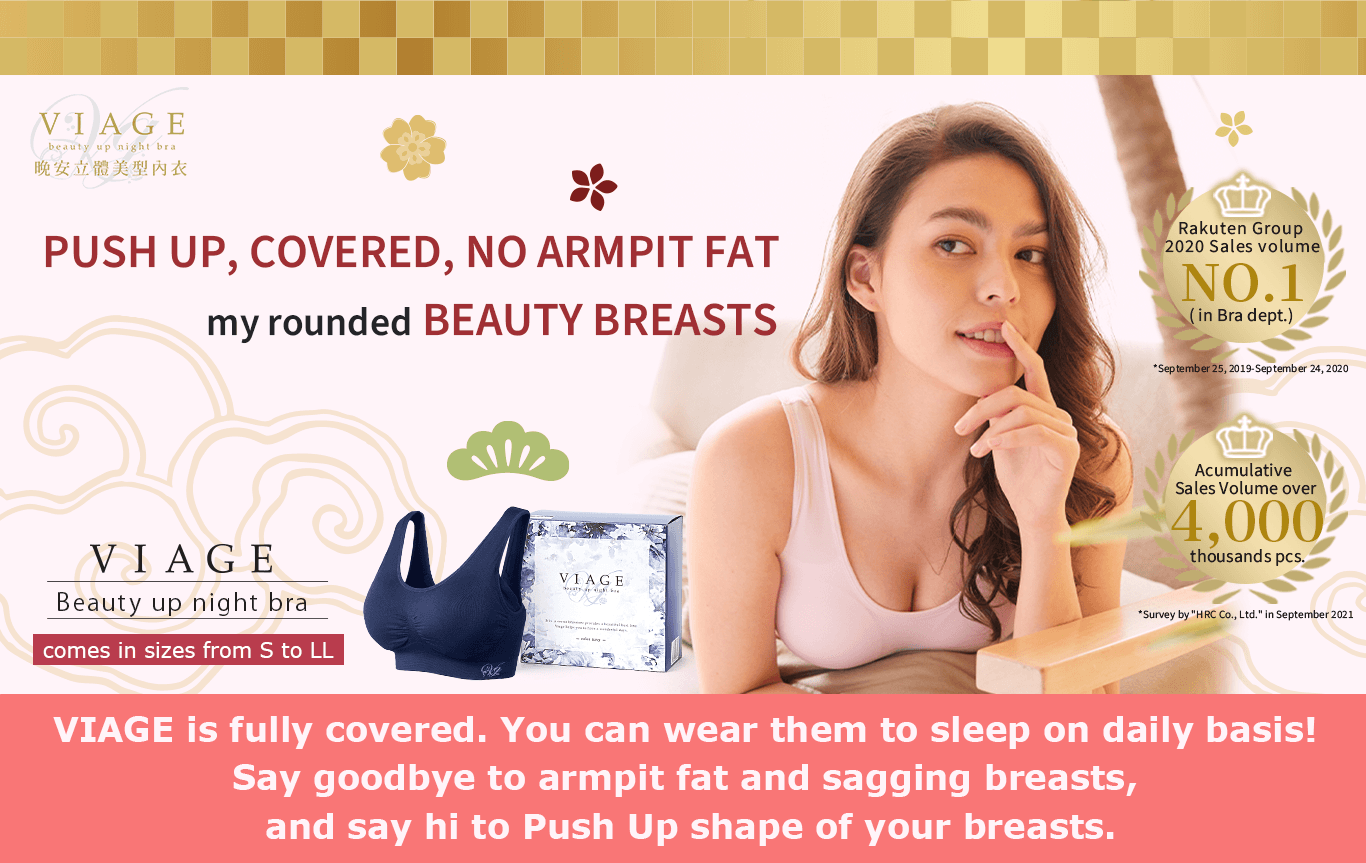 VIAGE
beauty up night bra
晚安立體美型內衣
PUSH UP, COVERED, NO ARMPIT FAT
my rounded BEAUTY BREASTS
Rakuten Group
2020 Sales volume
NO.1
( in Bra dept.)
*September 25, 2019-September 24, 2020
Acumulative
Sales Volume over
4,000
thousands pcs.
*Survey by "HRC Co., Ltd." in September 2021
VIAGE
Beauty up night bra
comes in sizes from S to LL
VIAGE
beauty up night bra
VIAGE is fully covered. You can wear them to sleep on daily basis!
Say goodbye to armpit fat and sagging breasts,
and say hi to Push Up shape of your breasts.